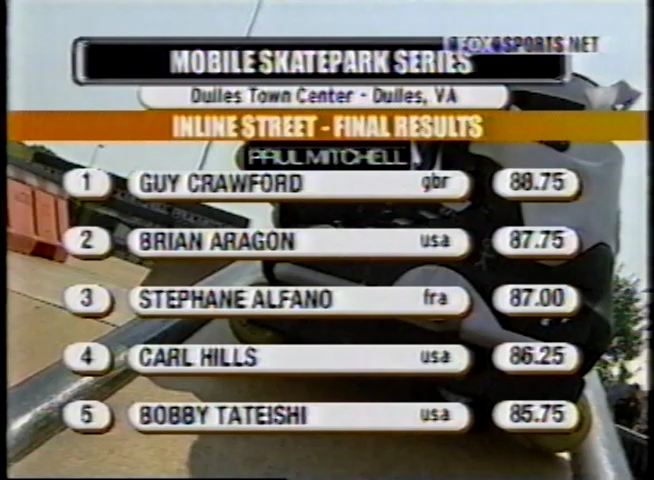 FOXSPORTS.NET
MOBILE SKATEPARK SERIES
Dulles Town Center - Dulles, VA
INLINE STREET - FINAL RESULTS
PAUL MITCHELL
1 GUY CRAWFORD gbr 88.75
2 BRIAN ARAGON usa 87.75
3 STEPHANE ALFANO fra 87.00
4 CARL HILLS usa 86.25
5 BOBBY TATEISHI usa 85.75